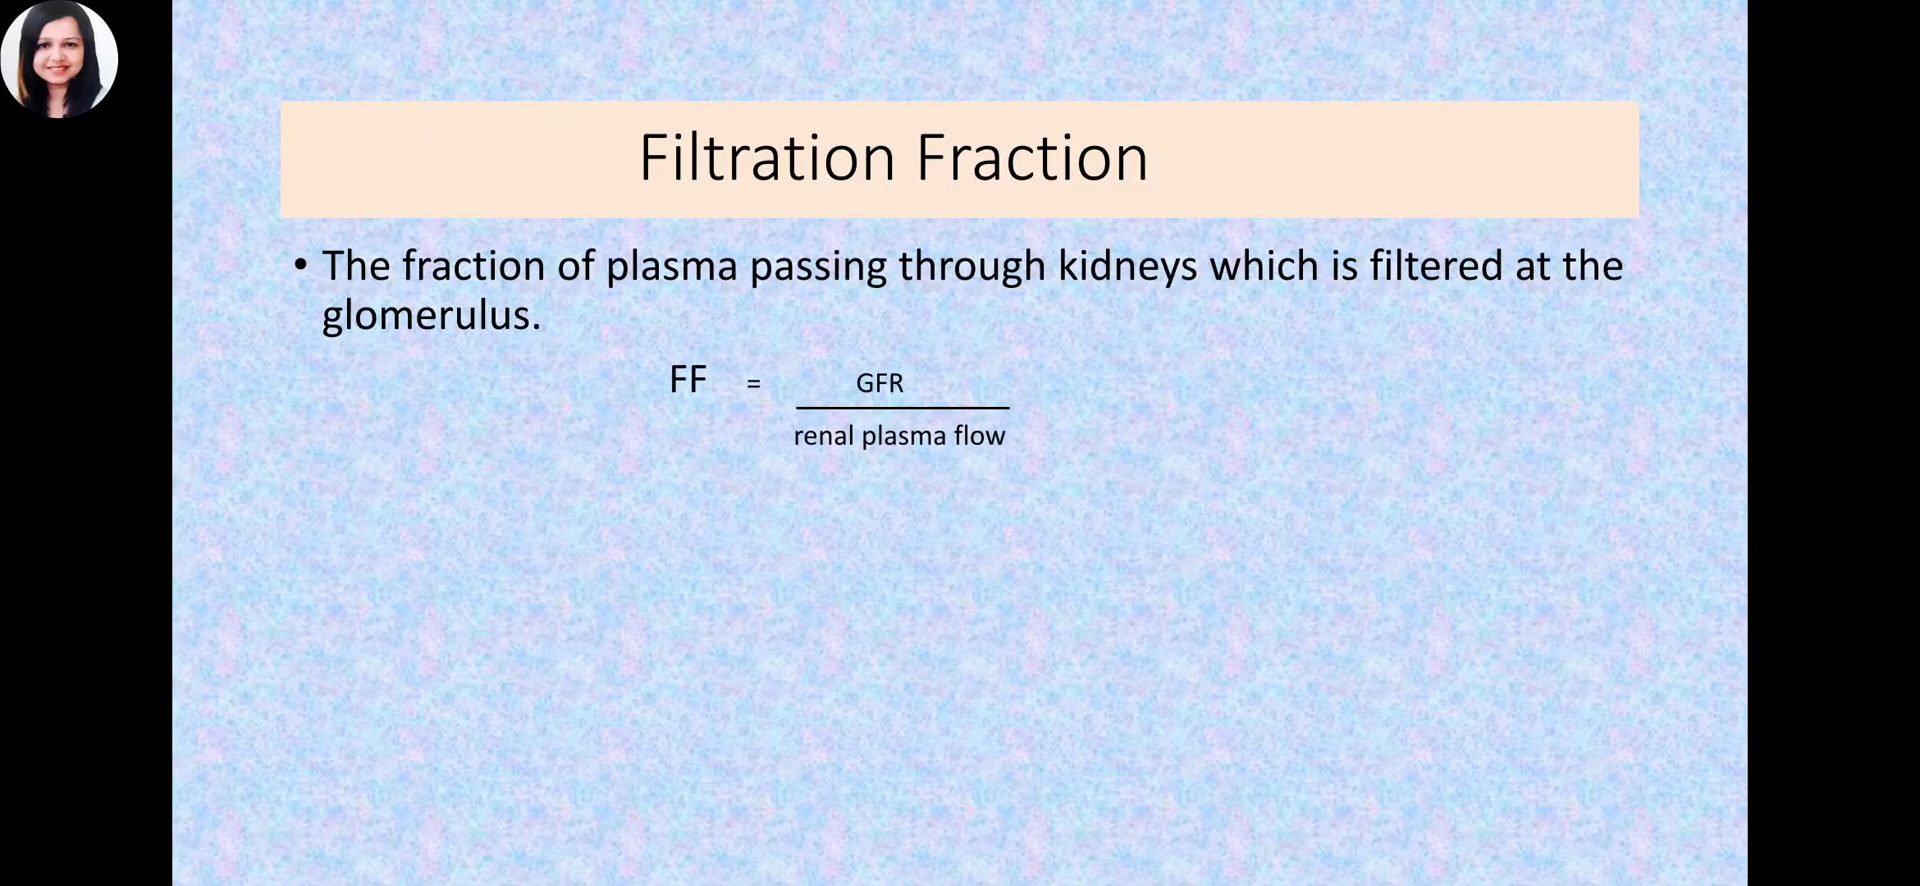 Filtration Fraction
• The fraction of plasma passing through kidneys which is filtered at the
glomerulus.
FF = GFR
renal plasma flow